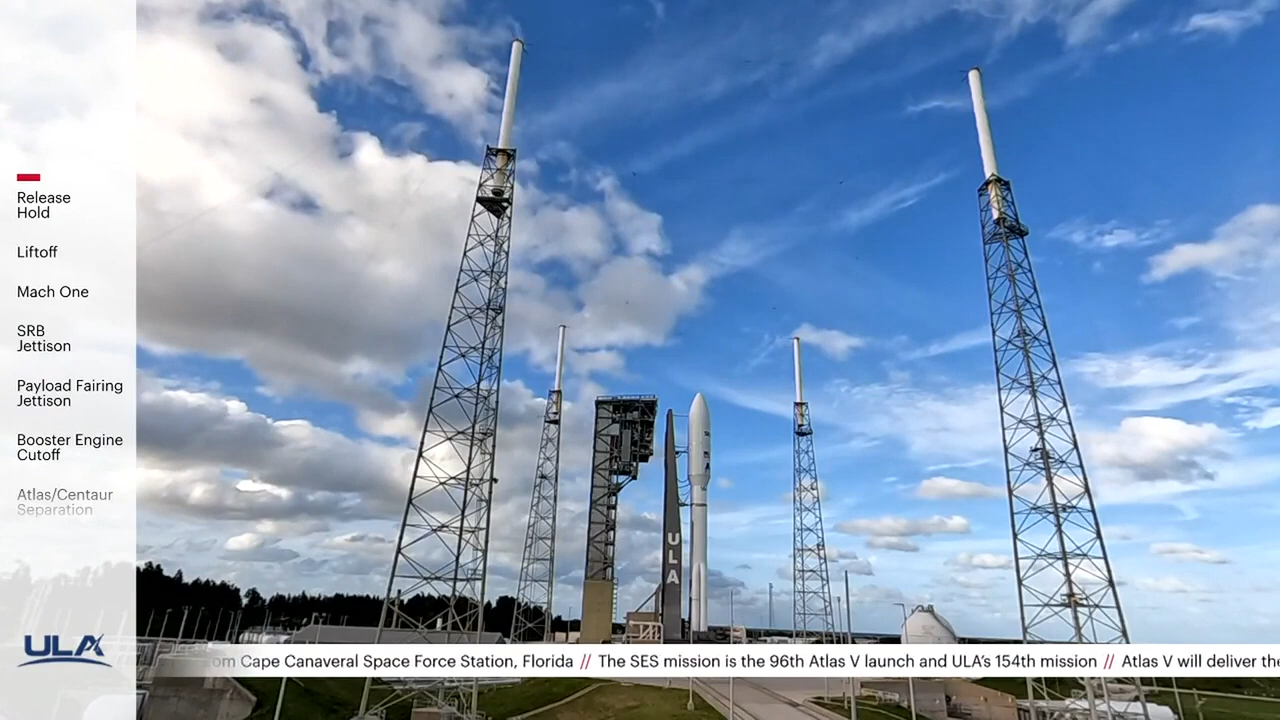 Release
Hold
Liftoff
Mach One
SRB
Jettison
Payload Fairing
Jettison
Booster Engine
Cutoff
Atlas/Centaur
Separation
ULA
ULA
Cape Canaveral Space Force Station, Florida // The SES mission is the 96th Atlas V launch and ULA's 154th mission // Atlas V will deliver the